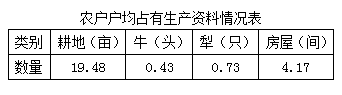 农户户均占有生产资料情况表
类别 耕地（亩） 牛（头） 犁（只） 房屋（间）
数量 19.48 0.43 0.73 4.17